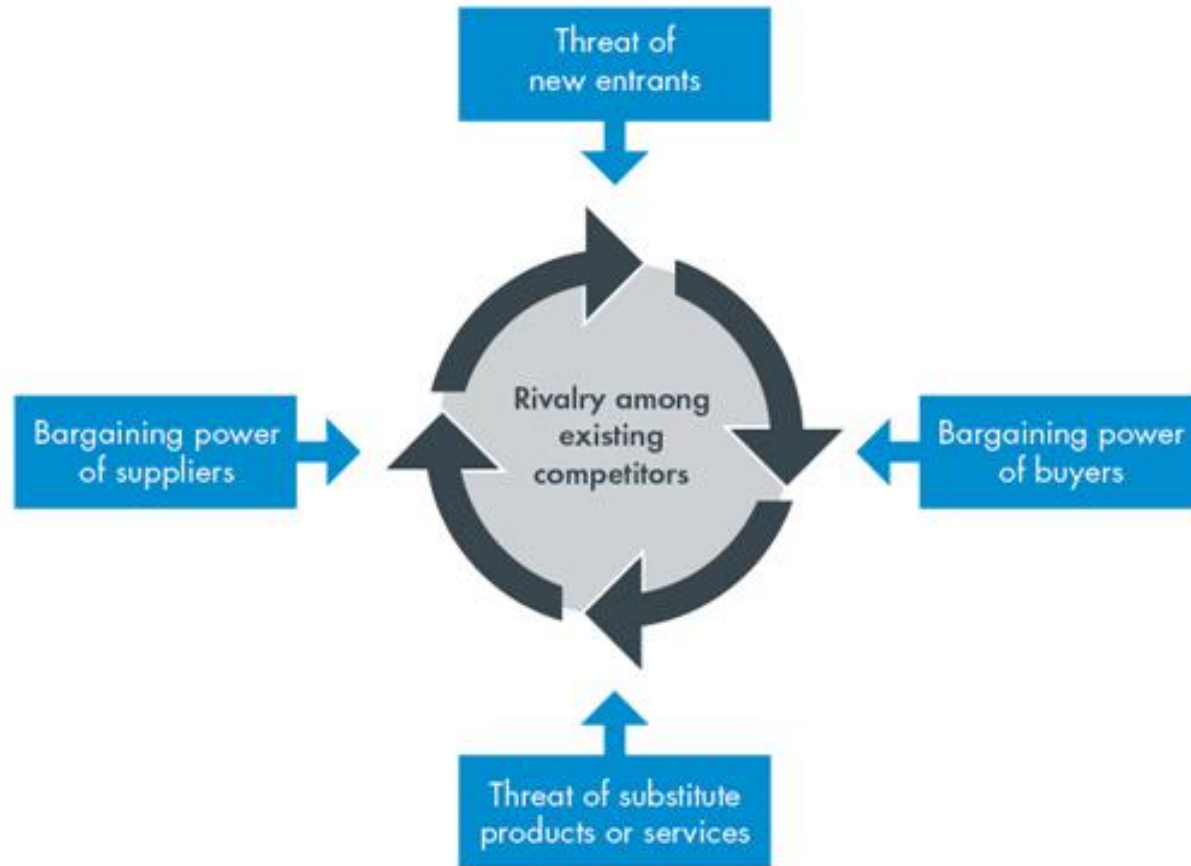 Threat of
new entrants
Bargaining power
of suppliers
Rivalry among
existing
competitors
Bargaining power
of buyers
Threat of substitute
products or services